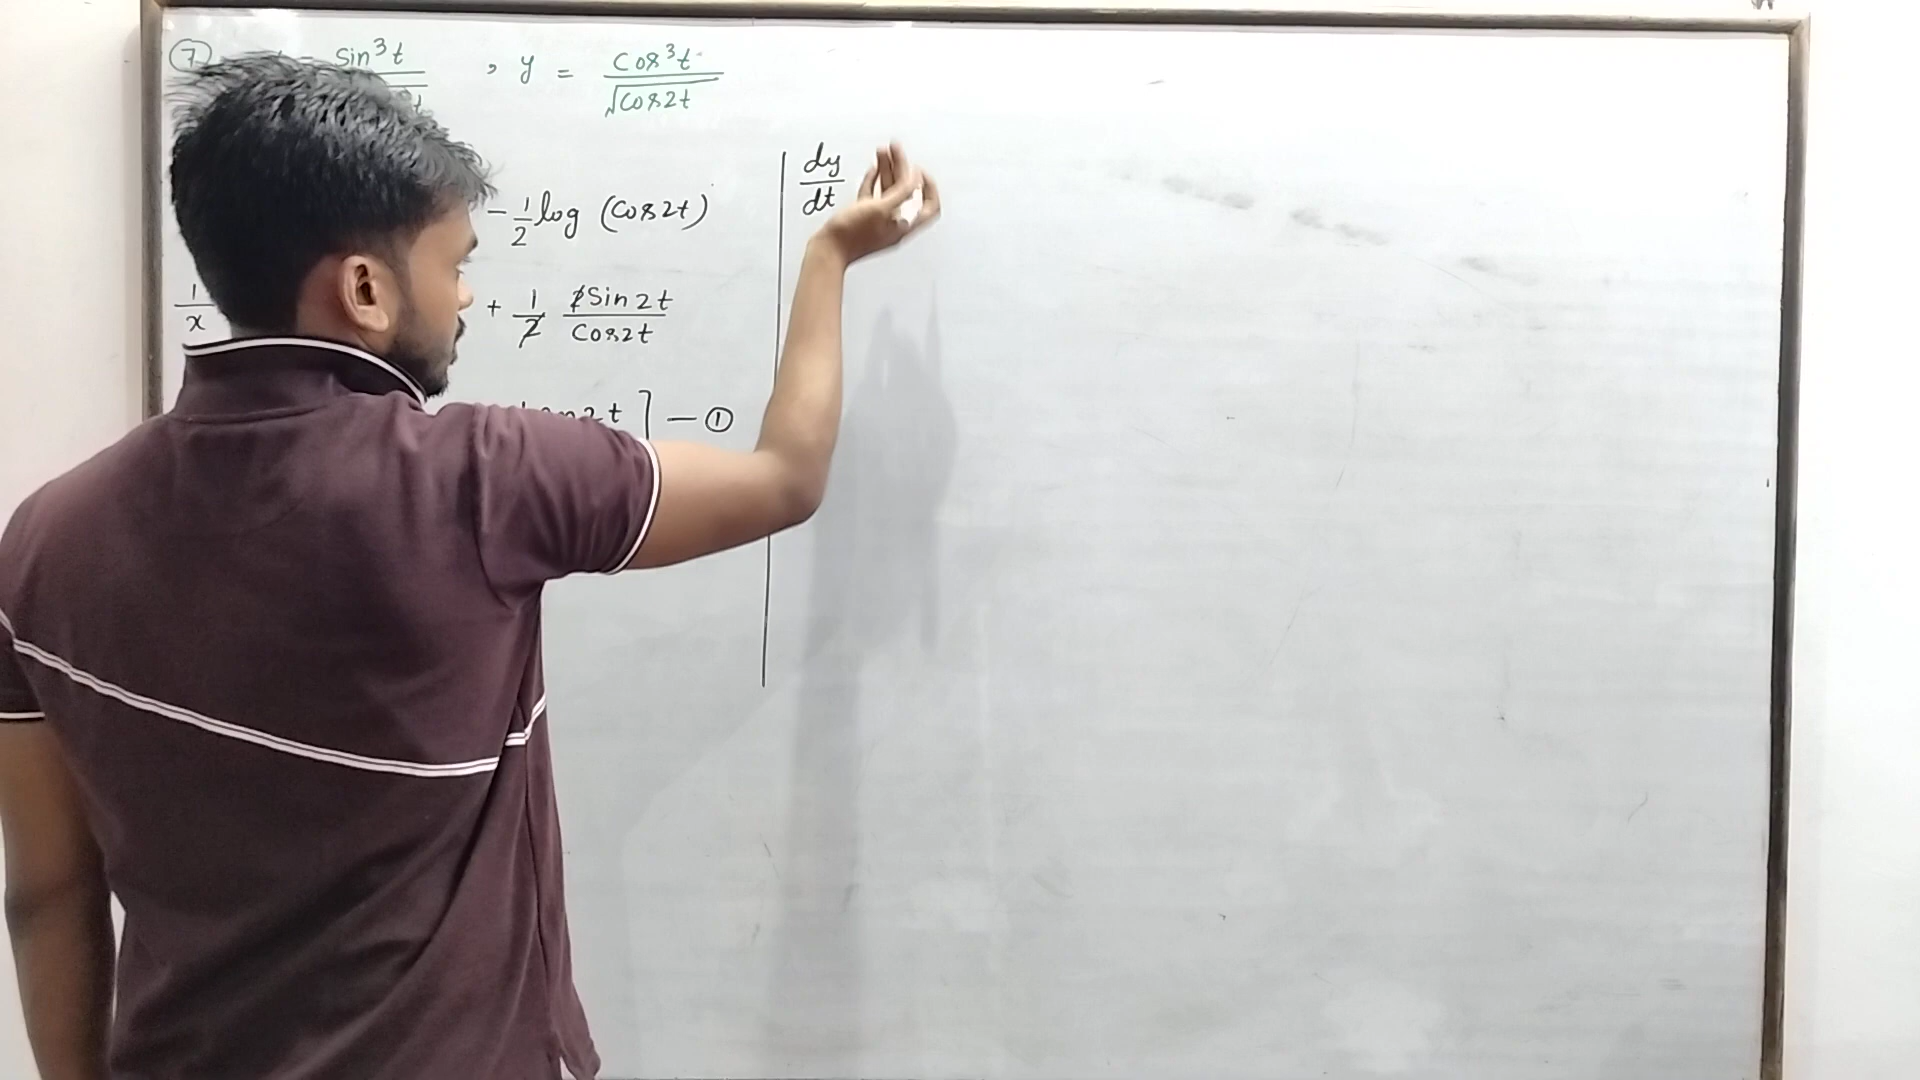 ⑦ = sin³t / t , y = cos³t / √cos2t
- 1/2 log (cos2t)
1/x + 1/2 2sin2t / cos2t
tan2t ] — ①
dy/dt